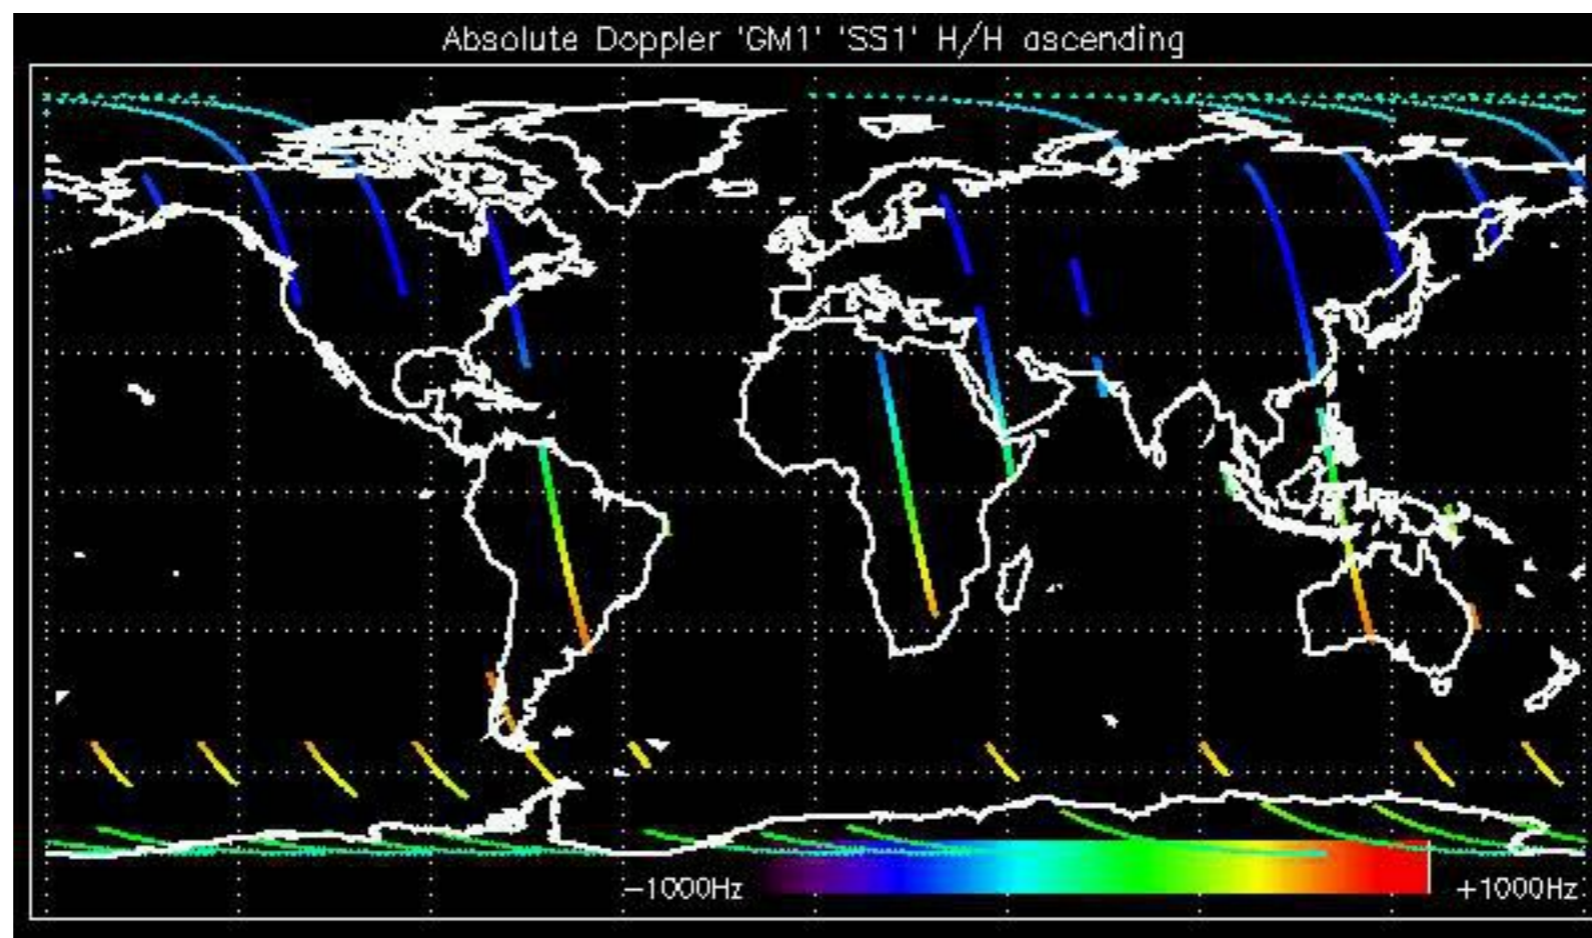 Absolute Doppler 'GM1' 'SS1' H/H ascending
-1000Hz +1000Hz